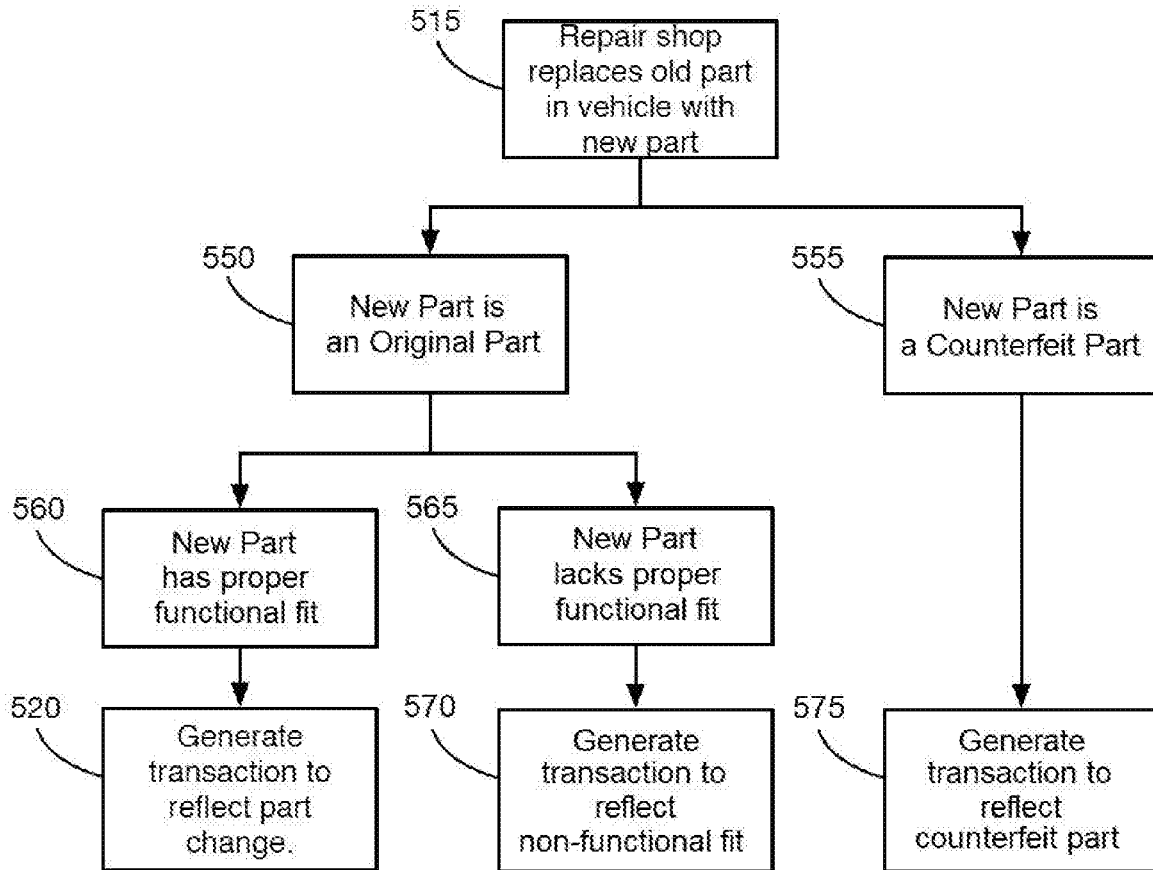 515
Repair shop
replaces old part
in vehicle with
new part
550
New Part is
an Original Part
555
New Part is
a Counterfeit Part
560
New Part
has proper
functional fit
565
New Part
lacks proper
functional fit
520
Generate
transaction to
reflect part
change.
570
Generate
transaction to
reflect
non-functional fit
575
Generate
transaction to
reflect
counterfeit part